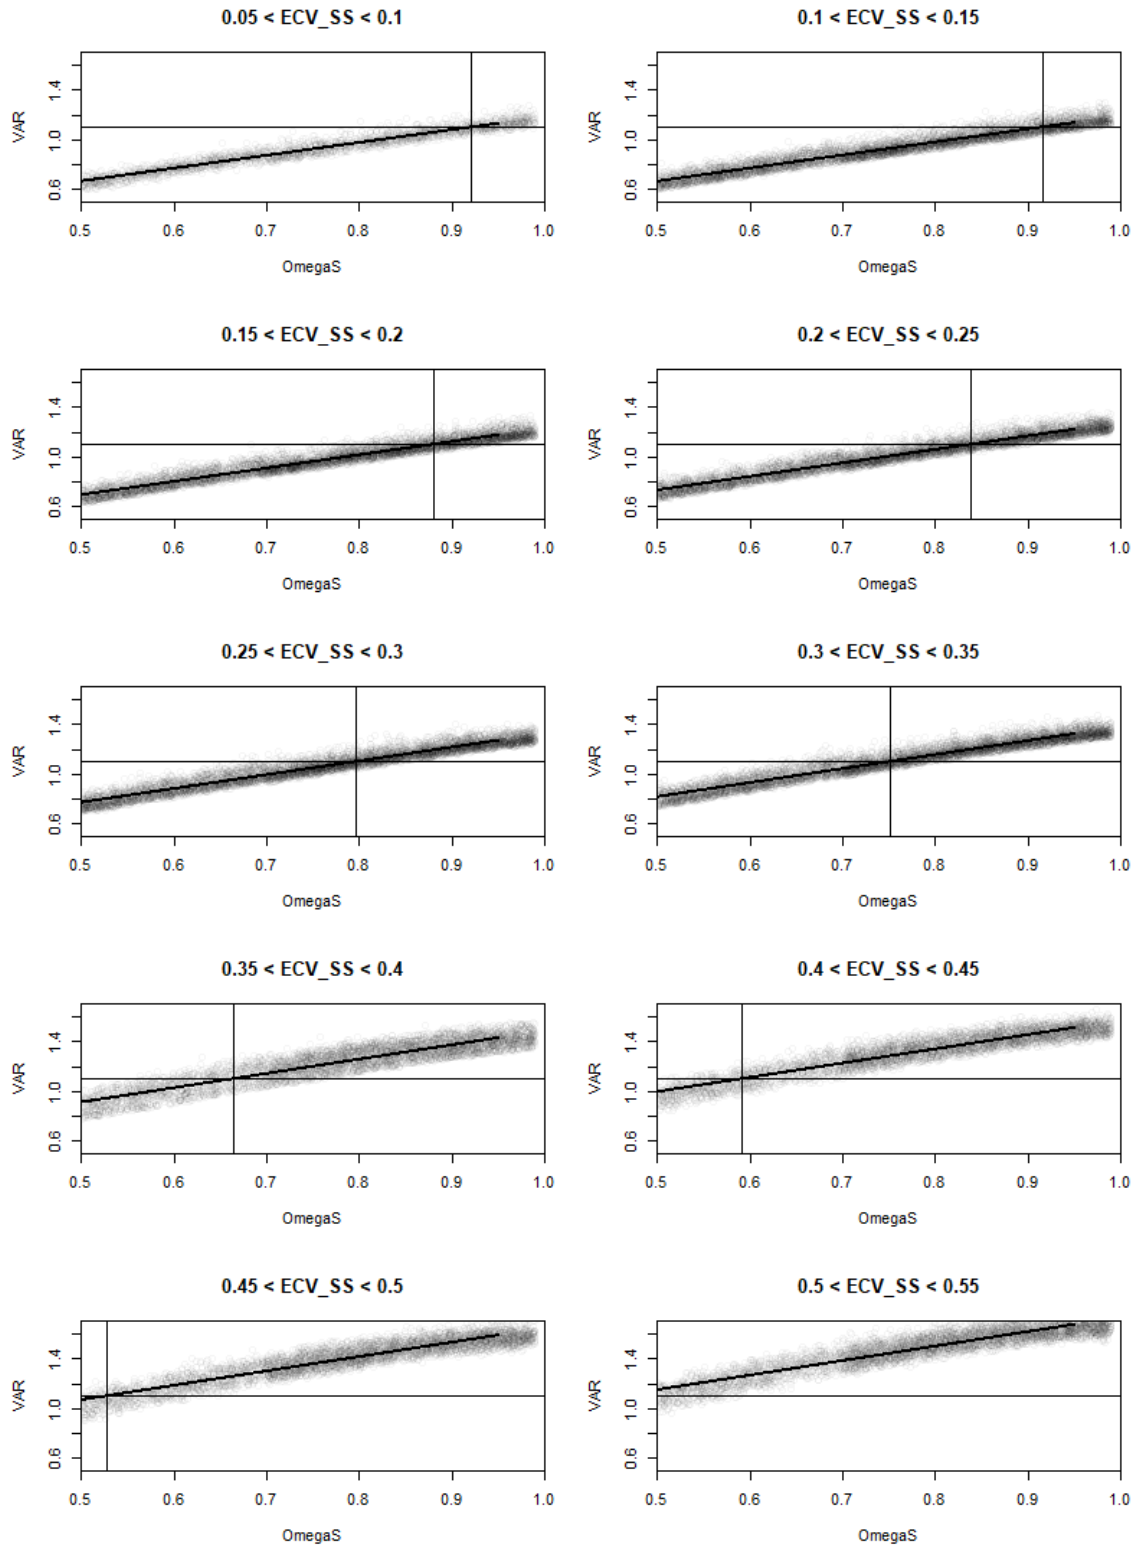 0.05 < ECV_SS < 0.1
VAR
1.4
1.0
0.6
0.5 0.6 0.7 0.8 0.9 1.0
OmegaS
0.1 < ECV_SS < 0.15
VAR
1.4
1.0
0.6
0.5 0.6 0.7 0.8 0.9 1.0
OmegaS
0.15 < ECV_SS < 0.2
VAR
1.4
1.0
0.6
0.5 0.6 0.7 0.8 0.9 1.0
OmegaS
0.2 < ECV_SS < 0.25
VAR
1.4
1.0
0.6
0.5 0.6 0.7 0.8 0.9 1.0
OmegaS
0.25 < ECV_SS < 0.3
VAR
1.4
1.0
0.6
0.5 0.6 0.7 0.8 0.9 1.0
OmegaS
0.3 < ECV_SS < 0.35
VAR
1.4
1.0
0.6
0.5 0.6 0.7 0.8 0.9 1.0
OmegaS
0.35 < ECV_SS < 0.4
VAR
1.4
1.0
0.6
0.5 0.6 0.7 0.8 0.9 1.0
OmegaS
0.4 < ECV_SS < 0.45
VAR
1.4
1.0
0.6
0.5 0.6 0.7 0.8 0.9 1.0
OmegaS
0.45 < ECV_SS < 0.5
VAR
1.4
1.0
0.6
0.5 0.6 0.7 0.8 0.9 1.0
OmegaS
0.5 < ECV_SS < 0.55
VAR
1.4
1.0
0.6
0.5 0.6 0.7 0.8 0.9 1.0
OmegaS